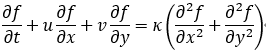 ∂f/∂t + u ∂f/∂x + v ∂f/∂y = κ(∂²f/∂x² + ∂²f/∂y²),